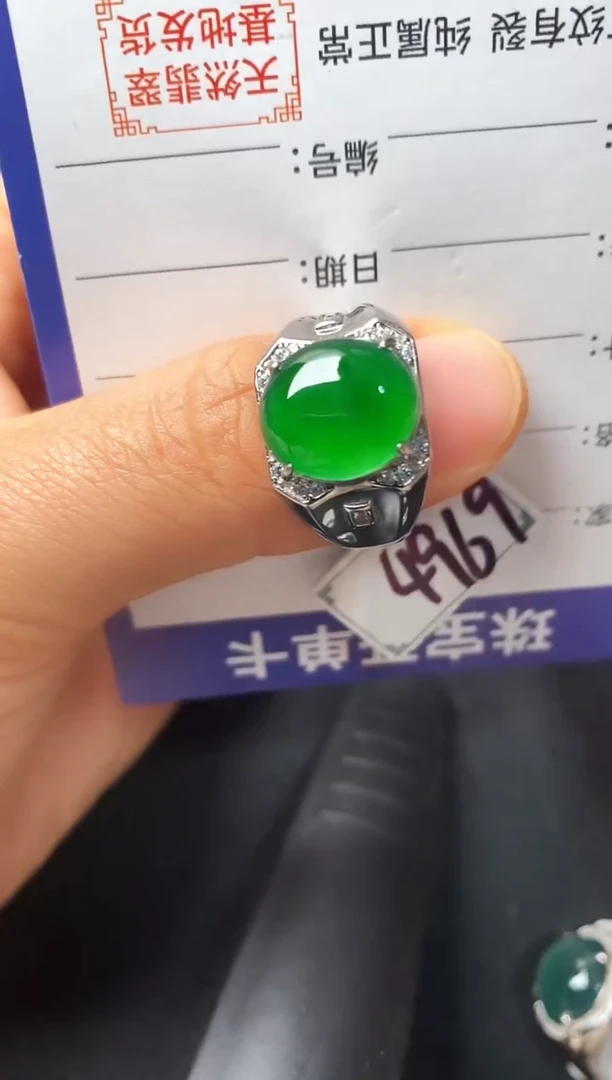 珠宝开单卡
4969
日期:
编号:
天然翡翠
基地发货
纹有裂 纯属正常